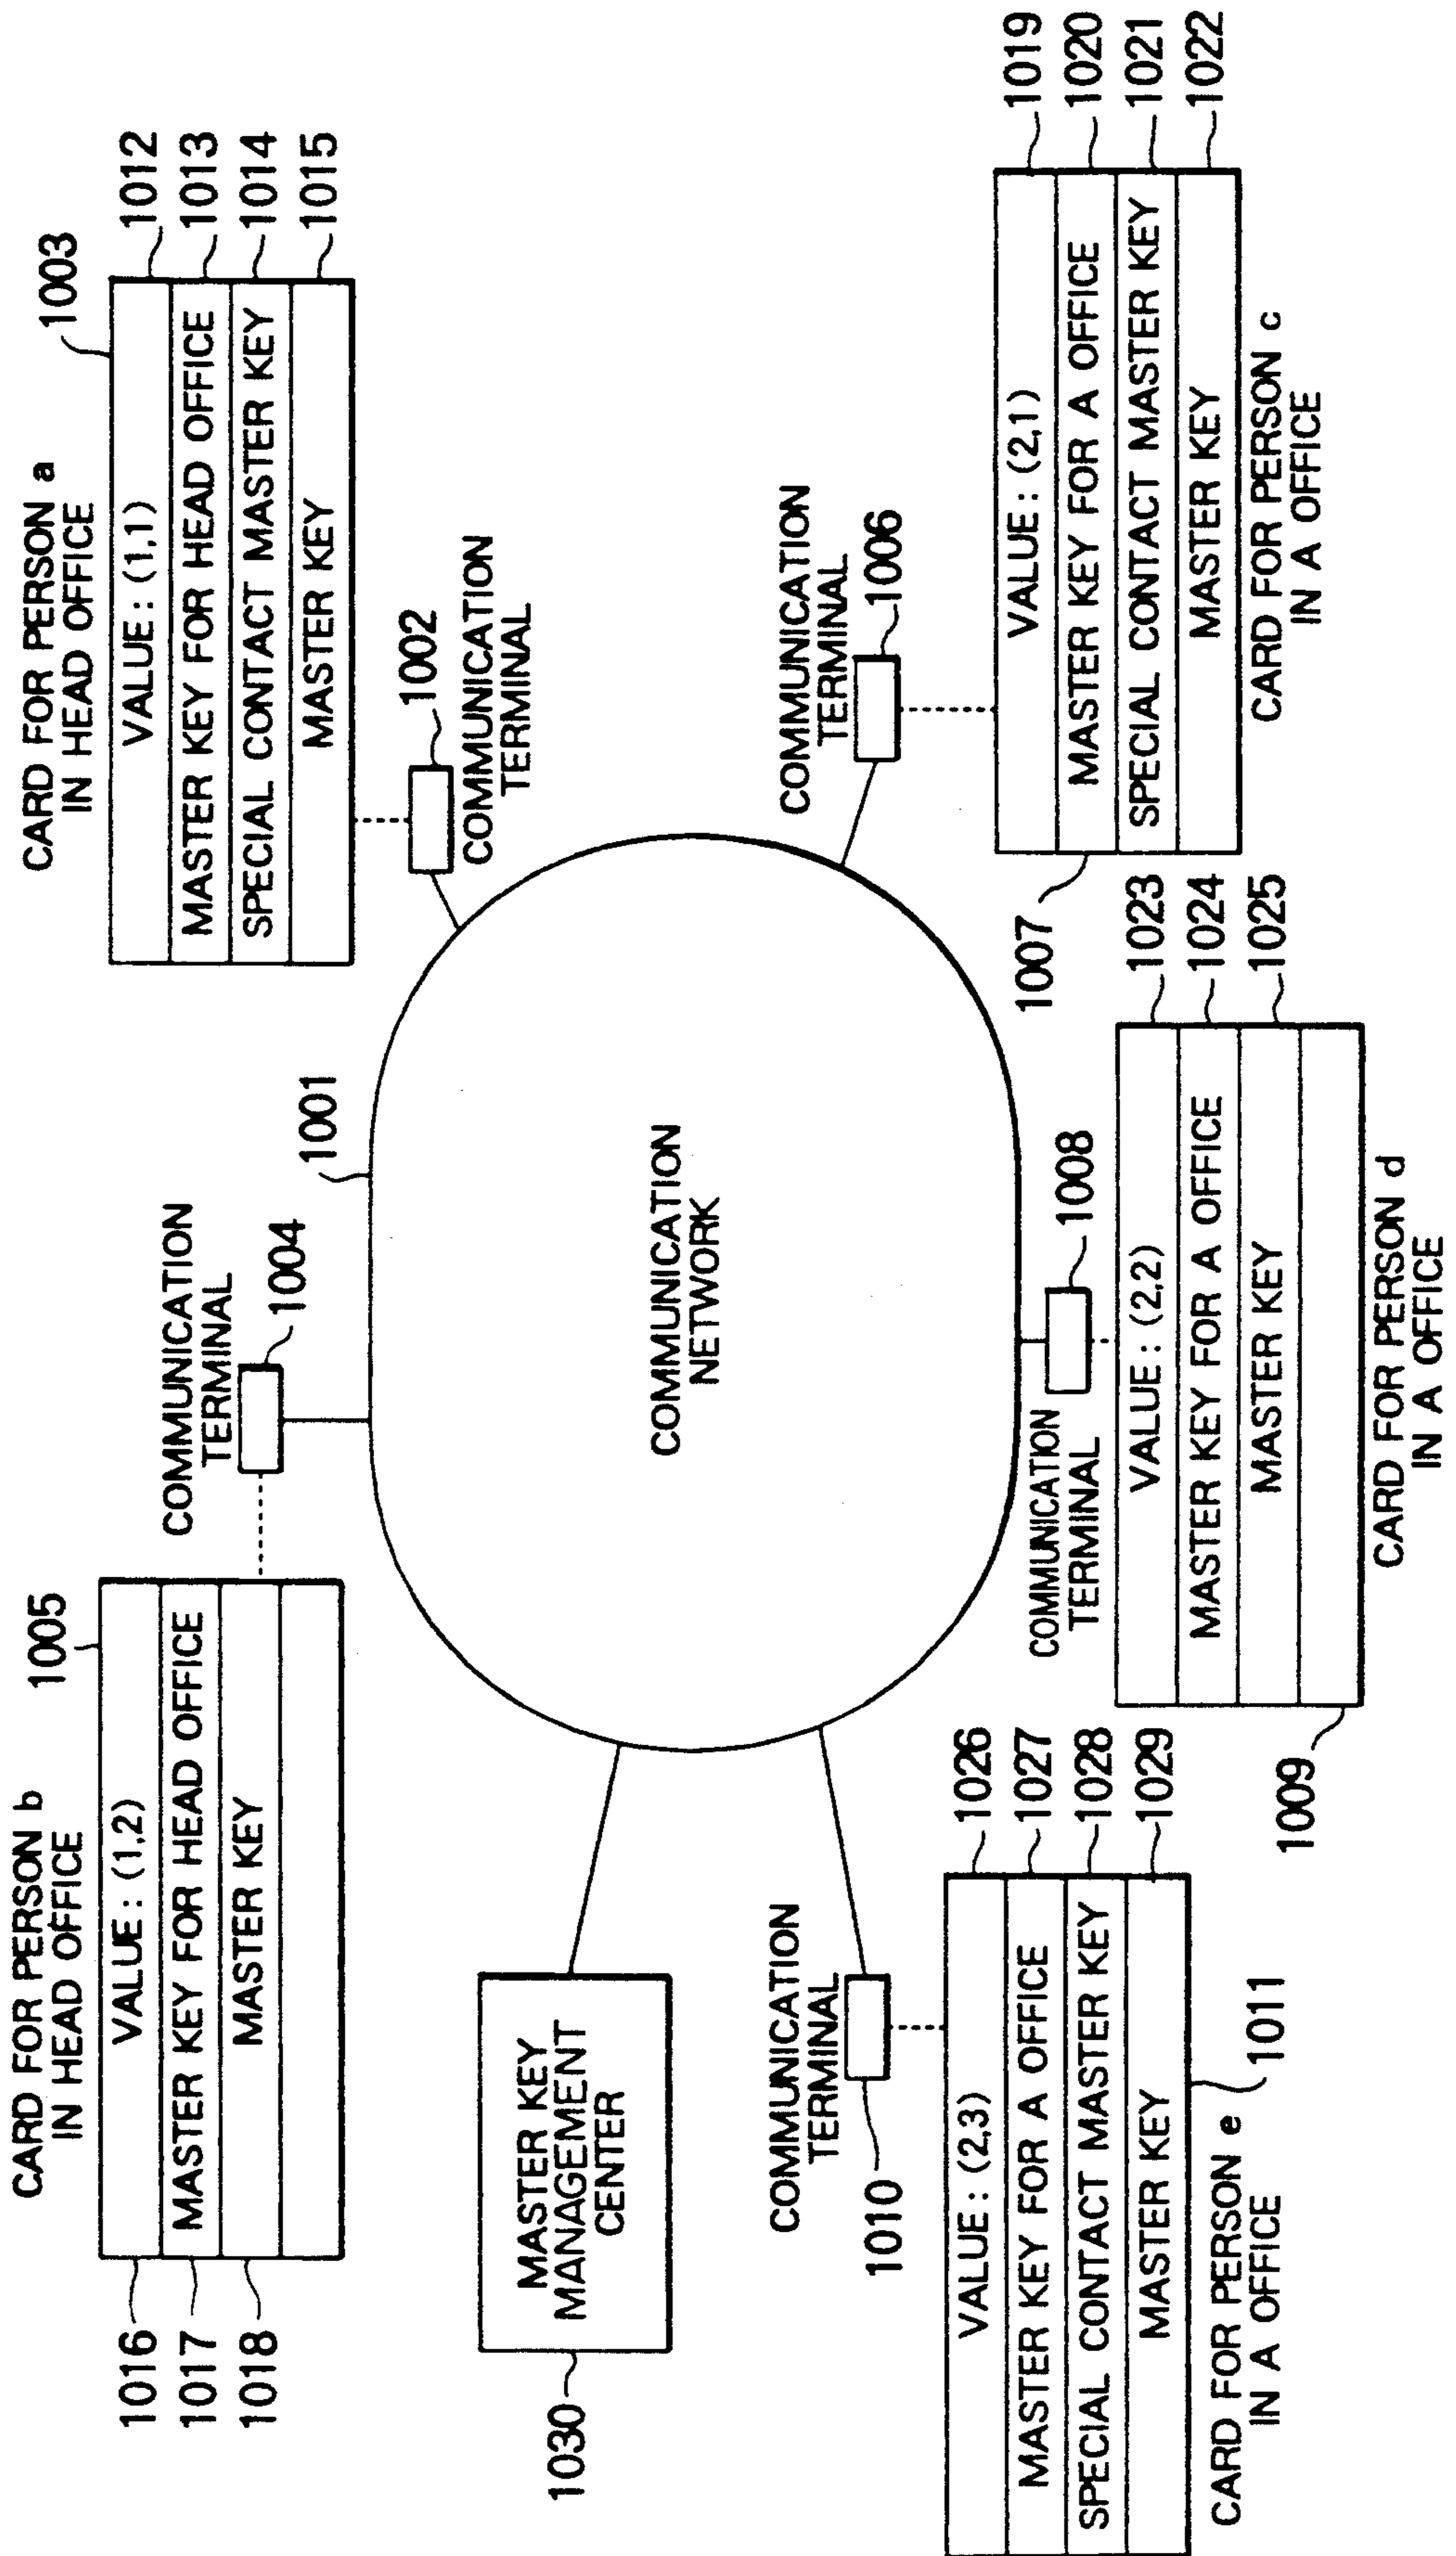 CARD FOR PERSON b
IN HEAD OFFICE
1005
1016
VALUE : (1,2)
1017
MASTER KEY FOR HEAD OFFICE
1018
MASTER KEY
COMMUNICATION
TERMINAL
1004
1001
CARD FOR PERSON a
IN HEAD OFFICE
1003
VALUE : (1,1)
1012
MASTER KEY FOR HEAD OFFICE
1013
SPECIAL CONTACT MASTER KEY
1014
MASTER KEY
1015
1002
COMMUNICATION
TERMINAL
MASTER KEY
MANAGEMENT
CENTER
1030
COMMUNICATION
NETWORK
COMMUNICATION
TERMINAL
1006
COMMUNICATION
TERMINAL
1010
VALUE : (2,3)
1026
MASTER KEY FOR A OFFICE
1027
SPECIAL CONTACT MASTER KEY
1028
MASTER KEY
1029
CARD FOR PERSON e
IN A OFFICE
1011
COMMUNICATION
TERMINAL
1008
VALUE : (2,2)
1023
MASTER KEY FOR A OFFICE
1024
MASTER KEY
1025
1009
CARD FOR PERSON d
IN A OFFICE
1007
VALUE : (2,1)
1019
MASTER KEY FOR A OFFICE
1020
SPECIAL CONTACT MASTER KEY
1021
MASTER KEY
1022
CARD FOR PERSON c
IN A OFFICE